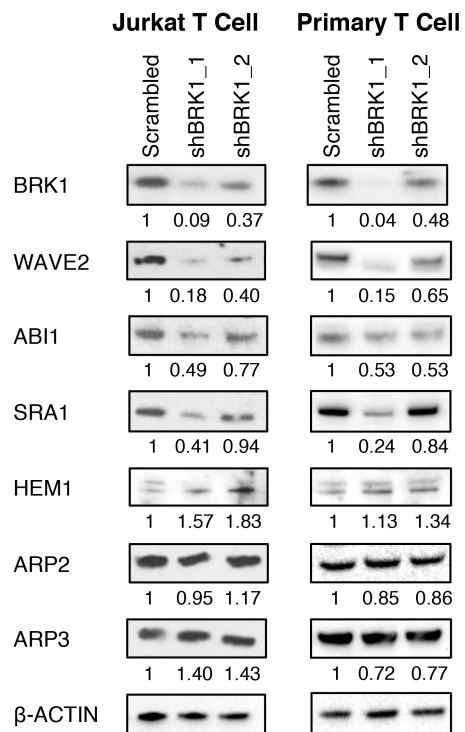 Jurkat T Cell Primary T Cell
Scrambled shBRK1_1 shBRK1_2 Scrambled shBRK1_1 shBRK1_2
BRK1
1 0.09 0.37 1 0.04 0.48
WAVE2
1 0.18 0.40 1 0.15 0.65
ABI1
1 0.49 0.77 1 0.53 0.53
SRA1
1 0.41 0.94 1 0.24 0.84
HEM1
1 1.57 1.83 1 1.13 1.34
ARP2
1 0.95 1.17 1 0.85 0.86
ARP3
1 1.40 1.43 1 0.72 0.77
β-ACTIN